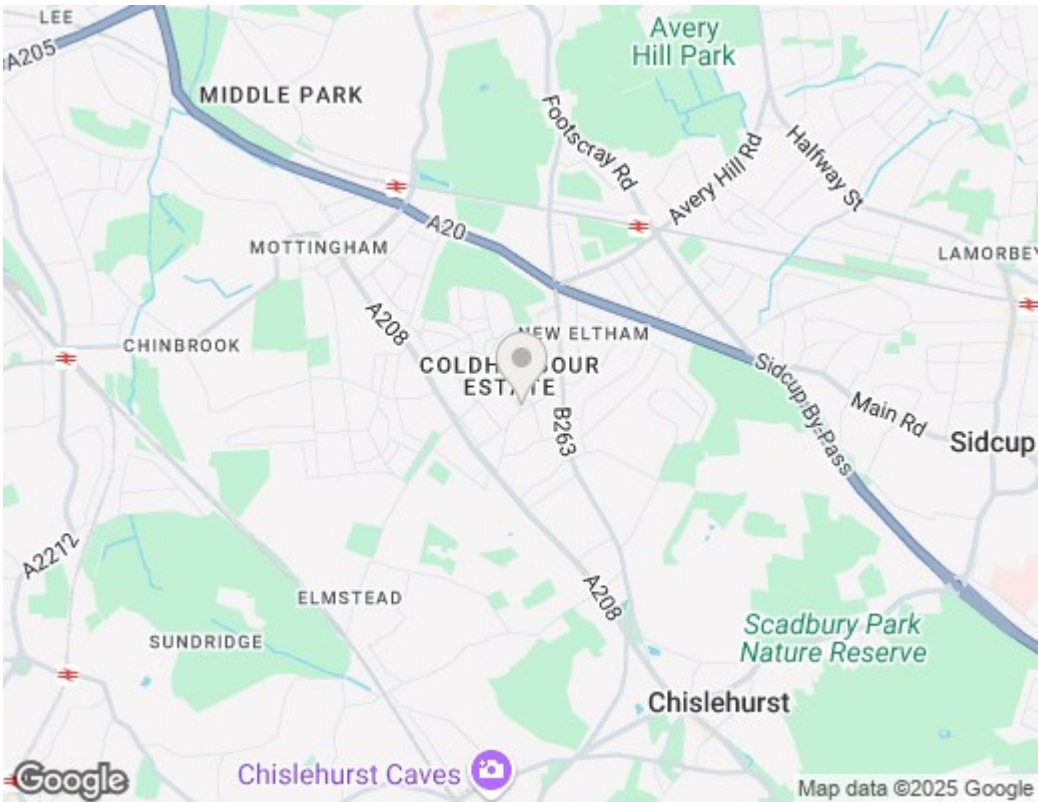 LEE
A205
Avery
Hill Park
MIDDLE PARK
Footscray Rd
Halfway St
Avery Hill Rd
A20
MOTTINGHAM
LAMORBEY
A208
NEW ELTHAM
CHINBROOK
COLDH
OUR
ESTATE
Sidcup By-Pass
Main Rd
B263
Sidcup
A2212
ELMSTEAD
A208
SUNDRIDGE
Scadbury Park
Nature Reserve
Chislehurst
Chislehurst Caves
Google
Map data ©2025 Google